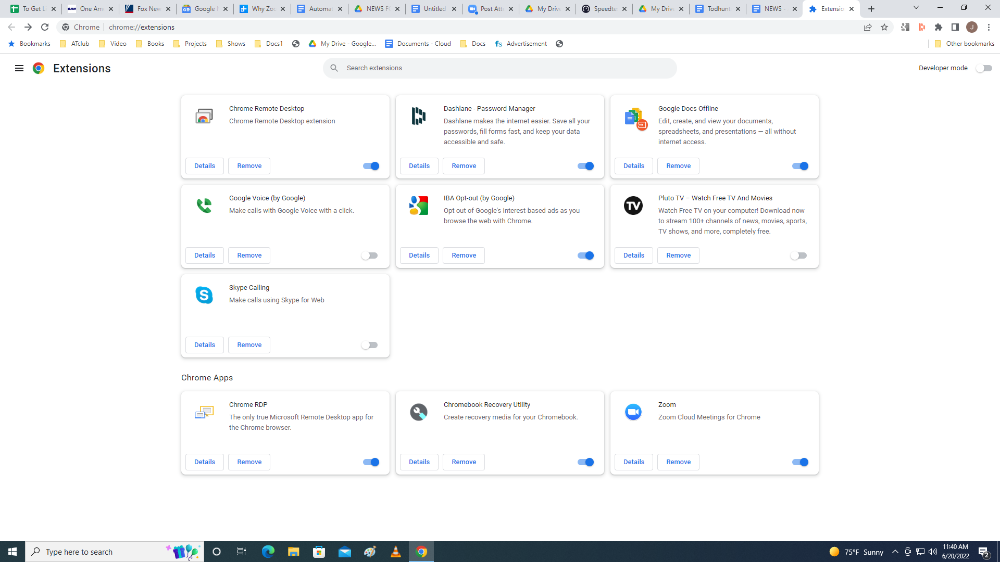 To Get Li
One Ame
Fox New
Google
Why Zoo
Automat
NEWS FO
Untitled
Post Atte
My Drive
Speedte
My Drive
Todhunt
NEWS -
Extensio
Chrome | chrome://extensions
Bookmarks ATclub Video Books Projects Shows Docs1 My Drive - Google... Documents - Cloud Docs Advertisement Other bookmarks
Extensions
Search extensions
Developer mode
Chrome Remote Desktop
Chrome Remote Desktop extension
Details Remove
Dashlane - Password Manager
Dashlane makes the internet easier. Save all your
passwords, fill forms fast, and keep your data
accessible and safe.
Details Remove
Google Docs Offline
Edit, create, and view your documents,
spreadsheets, and presentations — all without
internet access.
Details Remove
Google Voice (by Google)
Make calls with Google Voice with a click.
Details Remove
IBA Opt-out (by Google)
Opt out of Google's interest-based ads as you
browse the web with Chrome.
Details Remove
TV
Pluto TV – Watch Free TV And Movies
Watch Free TV on your computer! Download now
to stream 100+ channels of news, movies, sports,
TV shows, and more, completely free.
Details Remove
Skype Calling
Make calls using Skype for Web
Details Remove
Chrome Apps
Chrome RDP
The only true Microsoft Remote Desktop app for
the Chrome browser.
Details Remove
Chromebook Recovery Utility
Create recovery media for your Chromebook.
Details Remove
Zoom
Zoom Cloud Meetings for Chrome
Details Remove
Type here to search
75°F Sunny
11:40 AM
6/20/2022
2